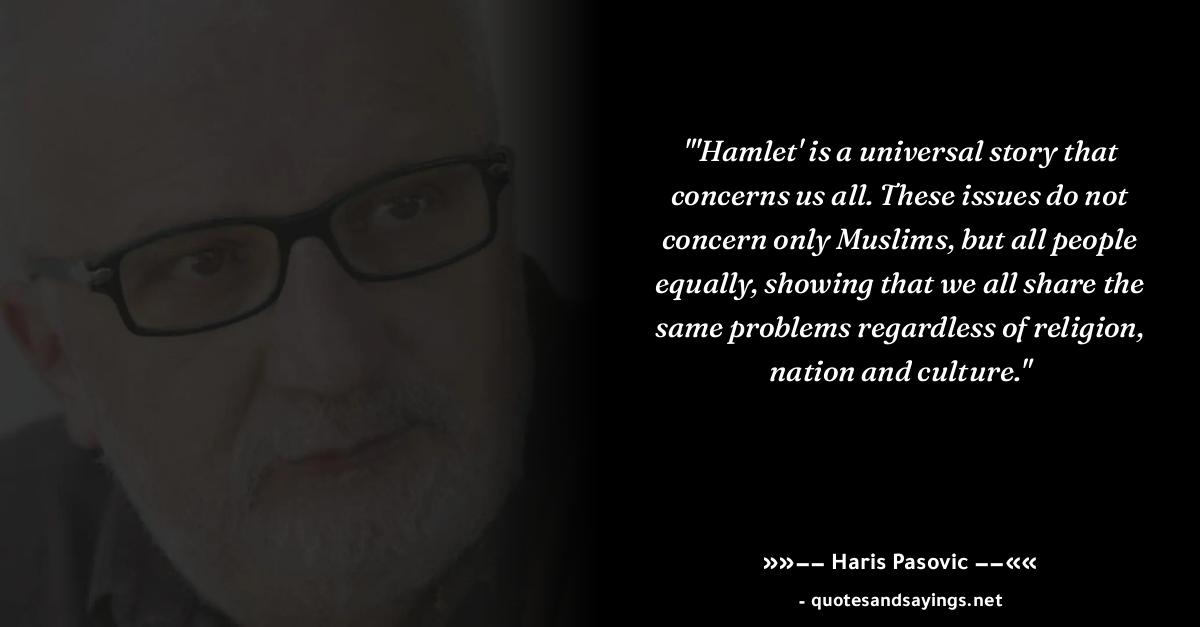 "'Hamlet' is a universal story that
concerns us all. These issues do not
concern only Muslims, but all people
equally, showing that we all share the
same problems regardless of religion,
nation and culture."
»»−− Haris Pasovic −−««
- quotesandsayings.net